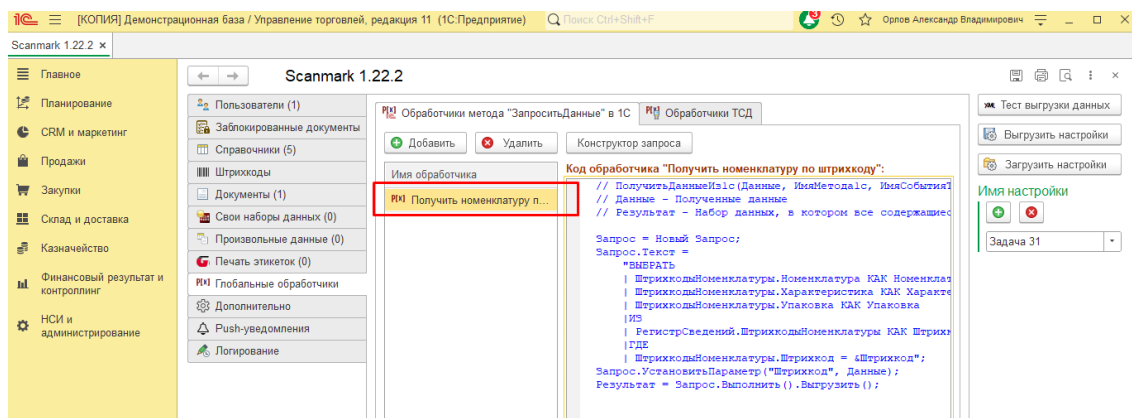 1С [КОПИЯ] Демонстрационная база / Управление торговлей, редакция 11 (1С:Предприятие) Поиск Ctrl+Shift+F 9 Орлов Александр Владимирович
Scanmark 1.22.2 ×
Главное
Планирование
CRM и маркетинг
Продажи
Закупки
Склад и доставка
Казначейство
Финансовый результат и
контроллинг
НСИ и
администрирование
Scanmark 1.22.2
Пользователи (1)
Заблокированные документы
Справочники (5)
Штрихкоды
Документы (1)
Свои наборы данных (0)
Произвольные данные (0)
Печать этикеток (0)
Глобальные обработчики
Дополнительно
Push-уведомления
Логирование
Обработчики метода "ЗапроситьДанные" в 1С
Обработчики ТСД
Добавить
Удалить
Конструктор запроса
Имя обработчика
Получить номенклатуру п...
Код обработчика "Получить номенклатуру по штрихкоду":
// ПолучитьДанныеИз1с(Данные, ИмяМетода1с, ИмяСобытия
// Данные - Полученные данные
// Результат - Набор данных, в котором все содержащиес
Запрос = Новый Запрос;
Запрос.Текст =
"ВЫБРАТЬ
| ШтрихкодыНоменклатуры.Номенклатура КАК Номенклат
| ШтрихкодыНоменклатуры.Характеристика КАК Характе
| ШтрихкодыНоменклатуры.Упаковка КАК Упаковка
|ИЗ
| РегистрСведений.ШтрихкодыНоменклатуры КАК Штрих
|ГДЕ
| ШтрихкодыНоменклатуры.Штрихкод = &Штрихкод";
Запрос.УстановитьПараметр("Штрихкод", Данные);
Результат = Запрос.Выполнить().Выгрузить();
XML Тест выгрузки данных
Выгрузить настройки
Загрузить настройки
Имя настройки
Задача 31